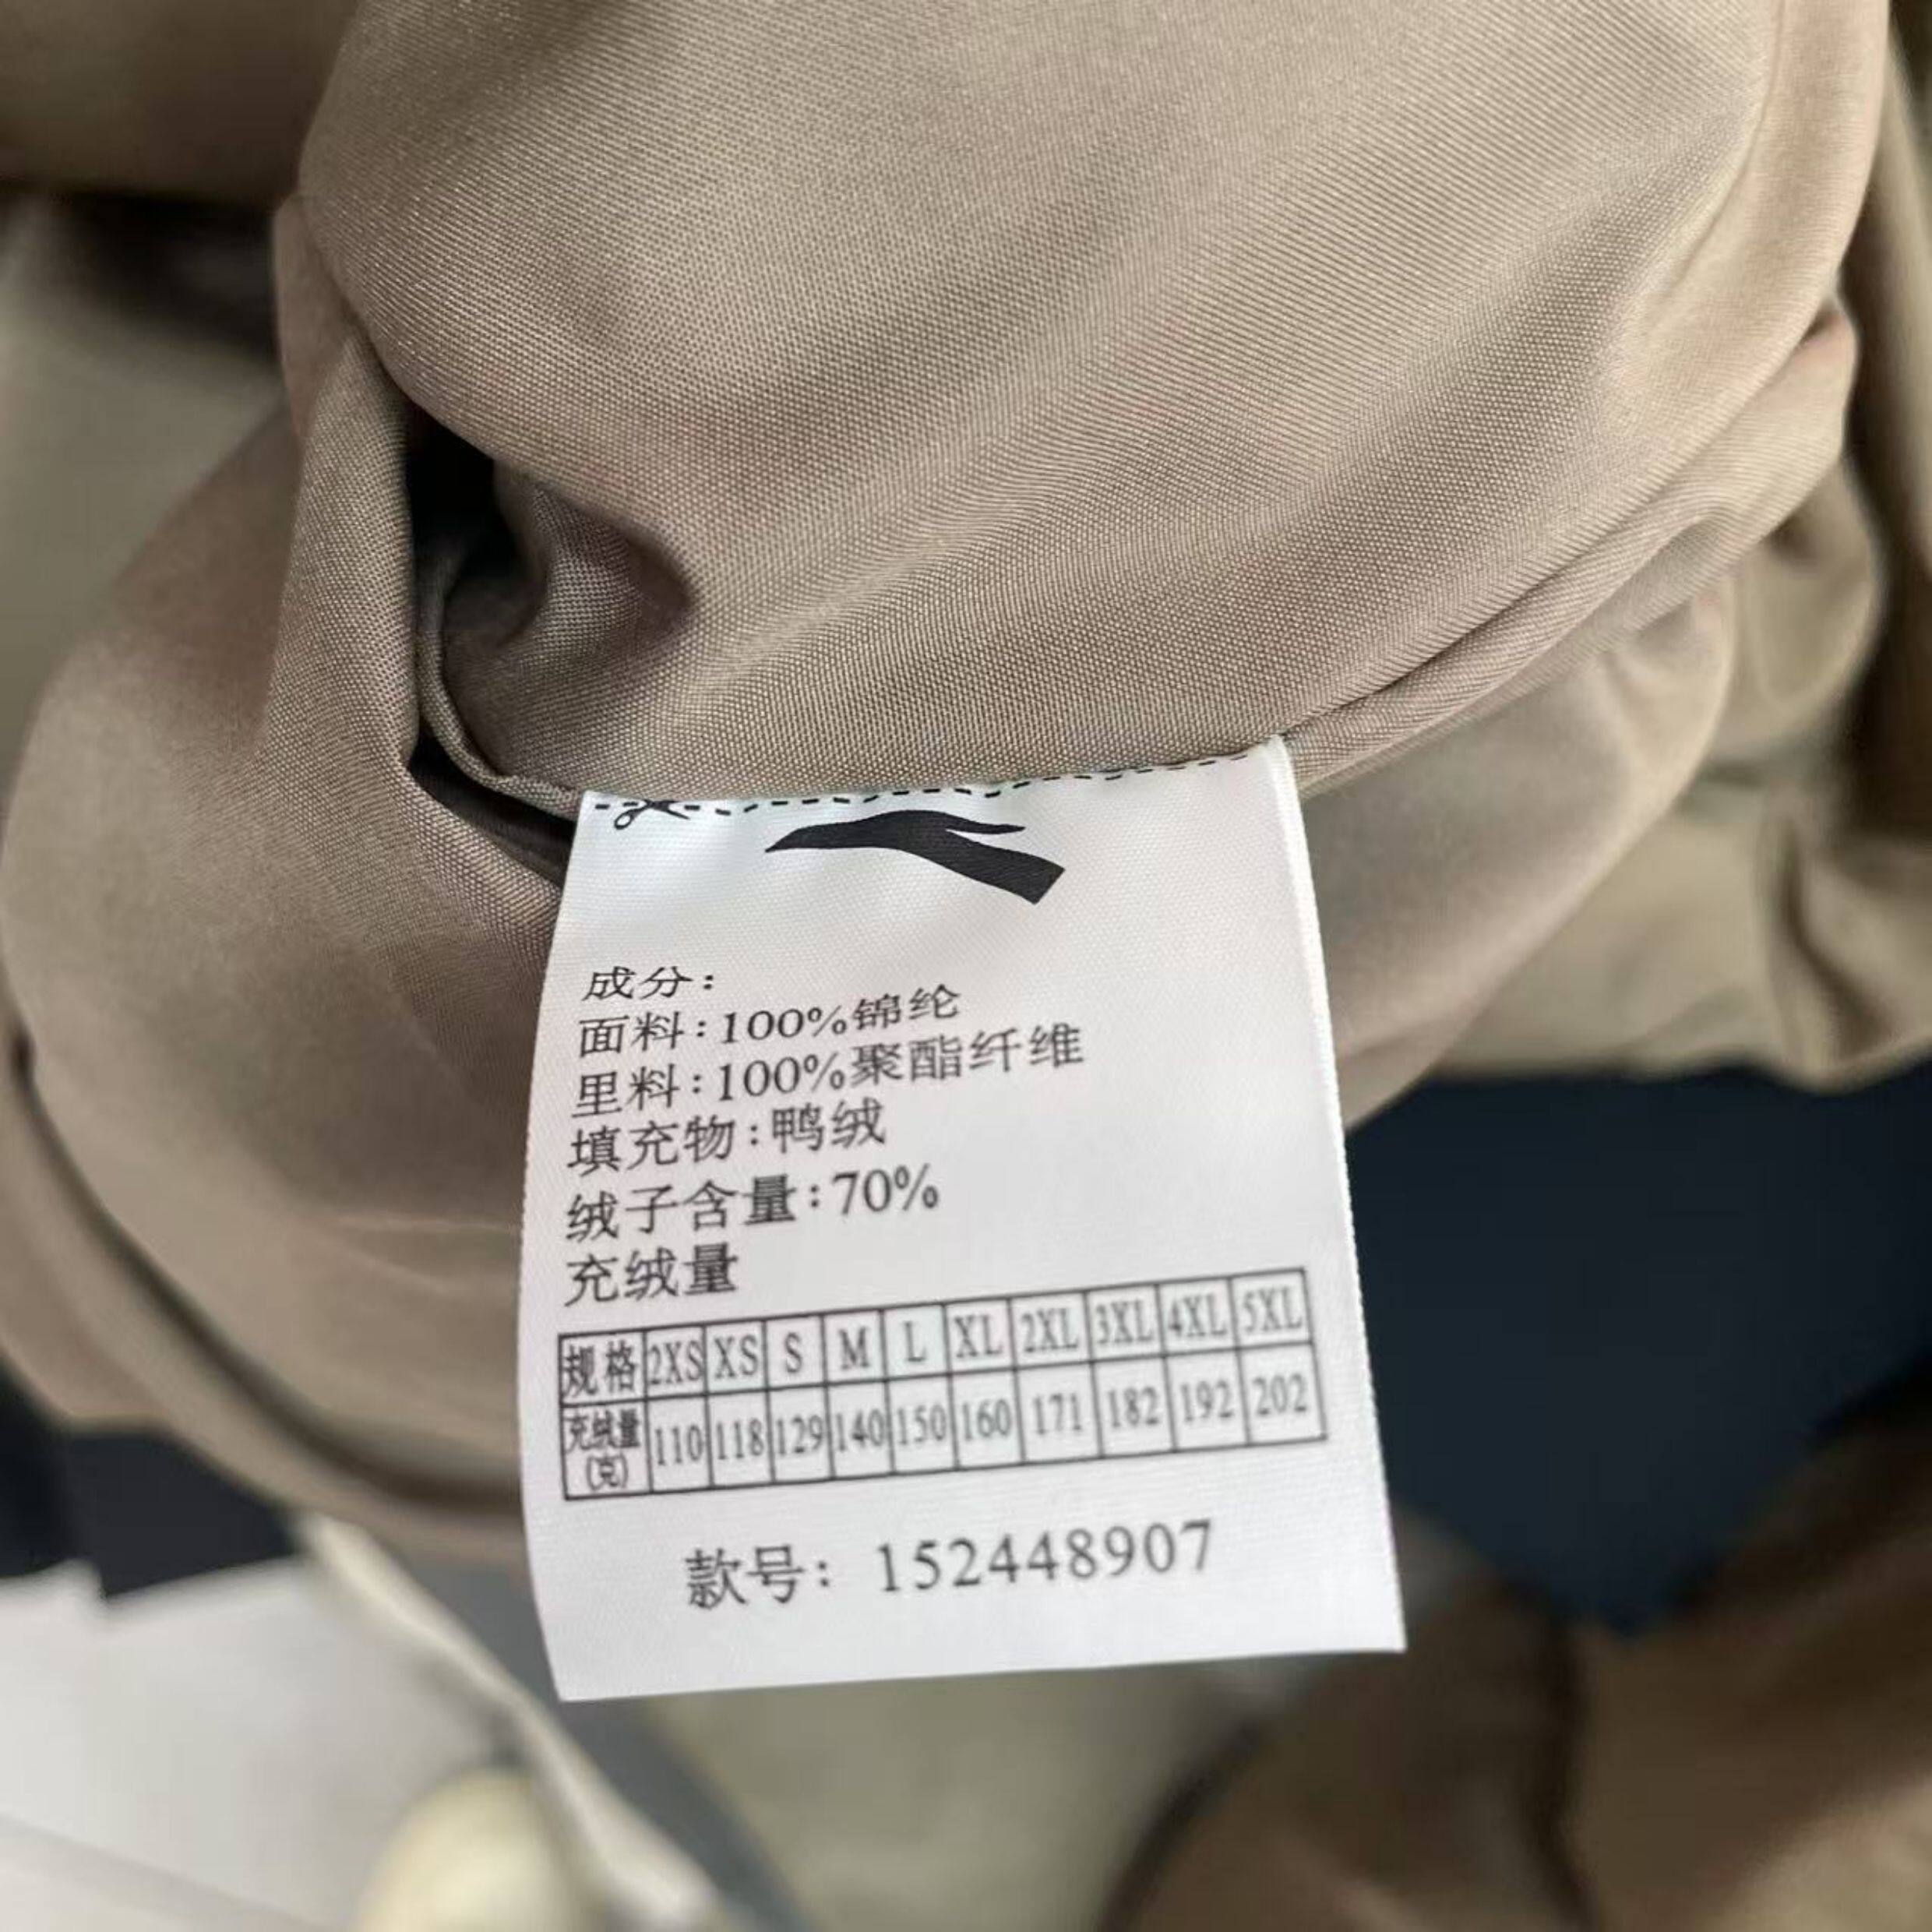 成分:
面料:100%锦纶
里料:100%聚酯纤维
填充物:鸭绒
绒子含量:70%
充绒量
规格 2XS XS S M L XL 2XL 3XL 4XL 5XL
充绒量(克) 110 118 129 140 150 160 171 182 192 202
款号: 152448907